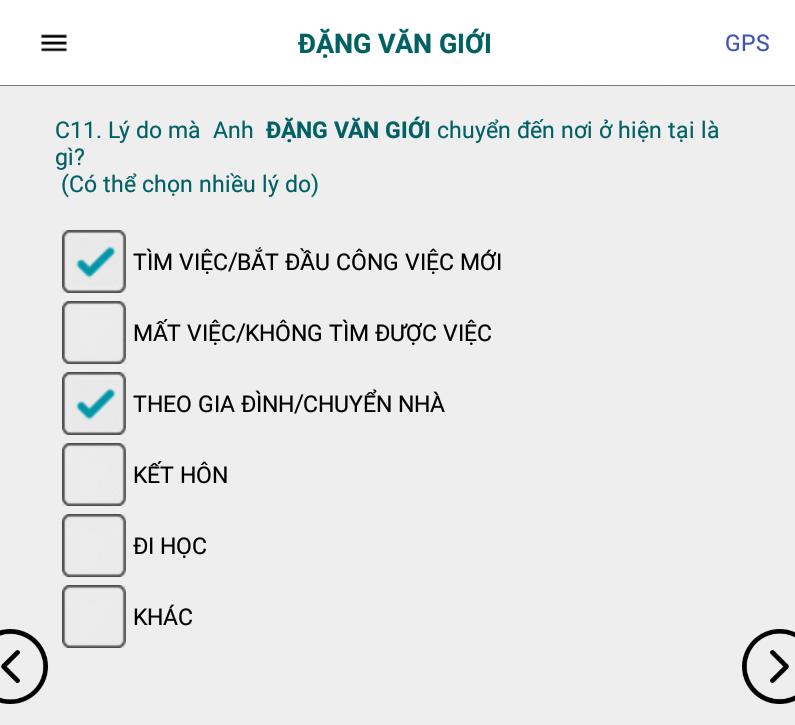 ĐẶNG VĂN GIỚI
GPS
C11. Lý do mà  Anh  ĐẶNG VĂN GIỚI chuyển đến nơi ở hiện tại là
gì?
(Có thể chọn nhiều lý do)
TÌM VIỆC/BẮT ĐẦU CÔNG VIỆC MỚI
MẤT VIỆC/KHÔNG TÌM ĐƯỢC VIỆC
THEO GIA ĐÌNH/CHUYỂN NHÀ
KẾT HÔN
ĐI HỌC
KHÁC